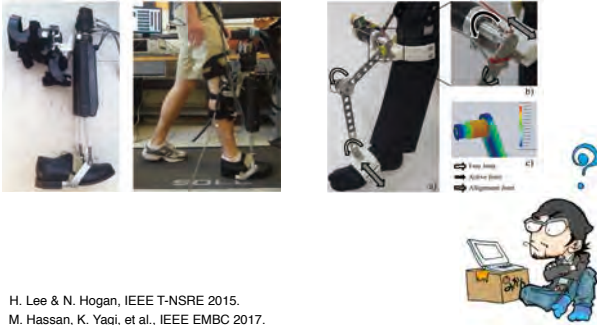 b)
a)
c)
Free Joint
Active Joint
Alignment Joint
?
H. Lee & N. Hogan, IEEE T-NSRE 2015.
M. Hassan, K. Yagi, et al., IEEE EMBC 2017.